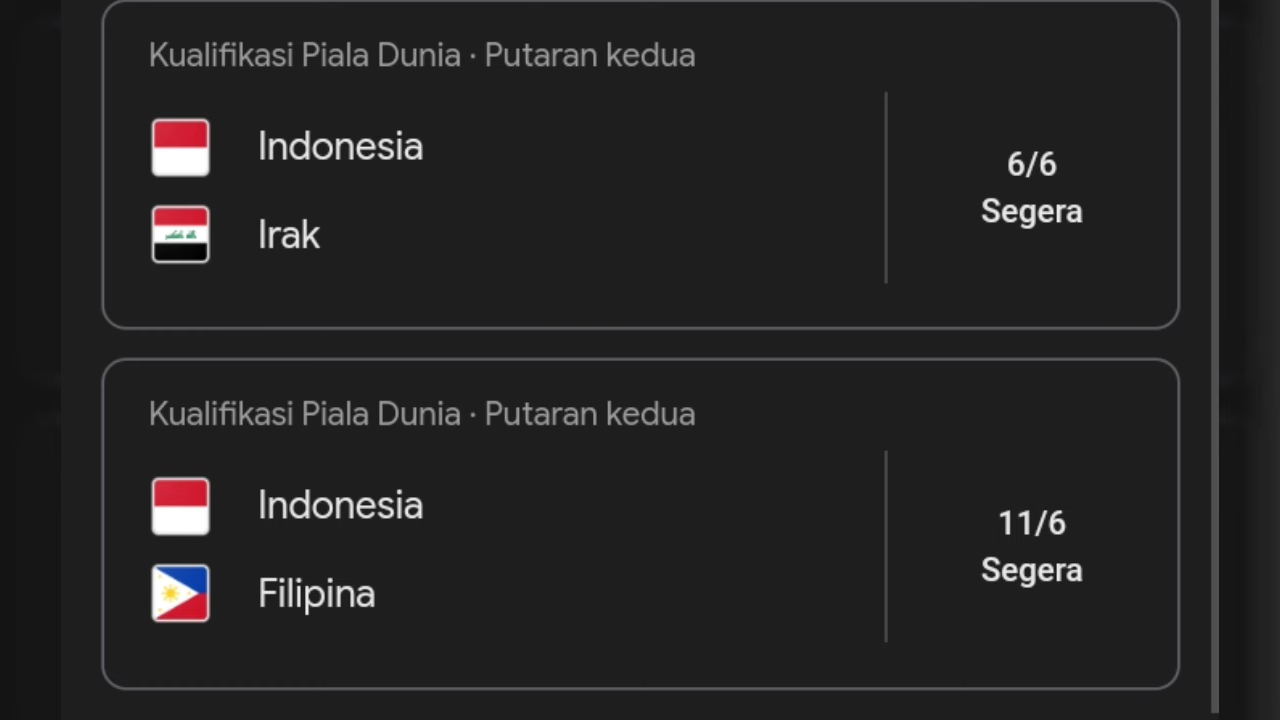 Kualifikasi Piala Dunia · Putaran kedua
Indonesia
Irak
6/6
Segera
Kualifikasi Piala Dunia · Putaran kedua
Indonesia
Filipina
11/6
Segera